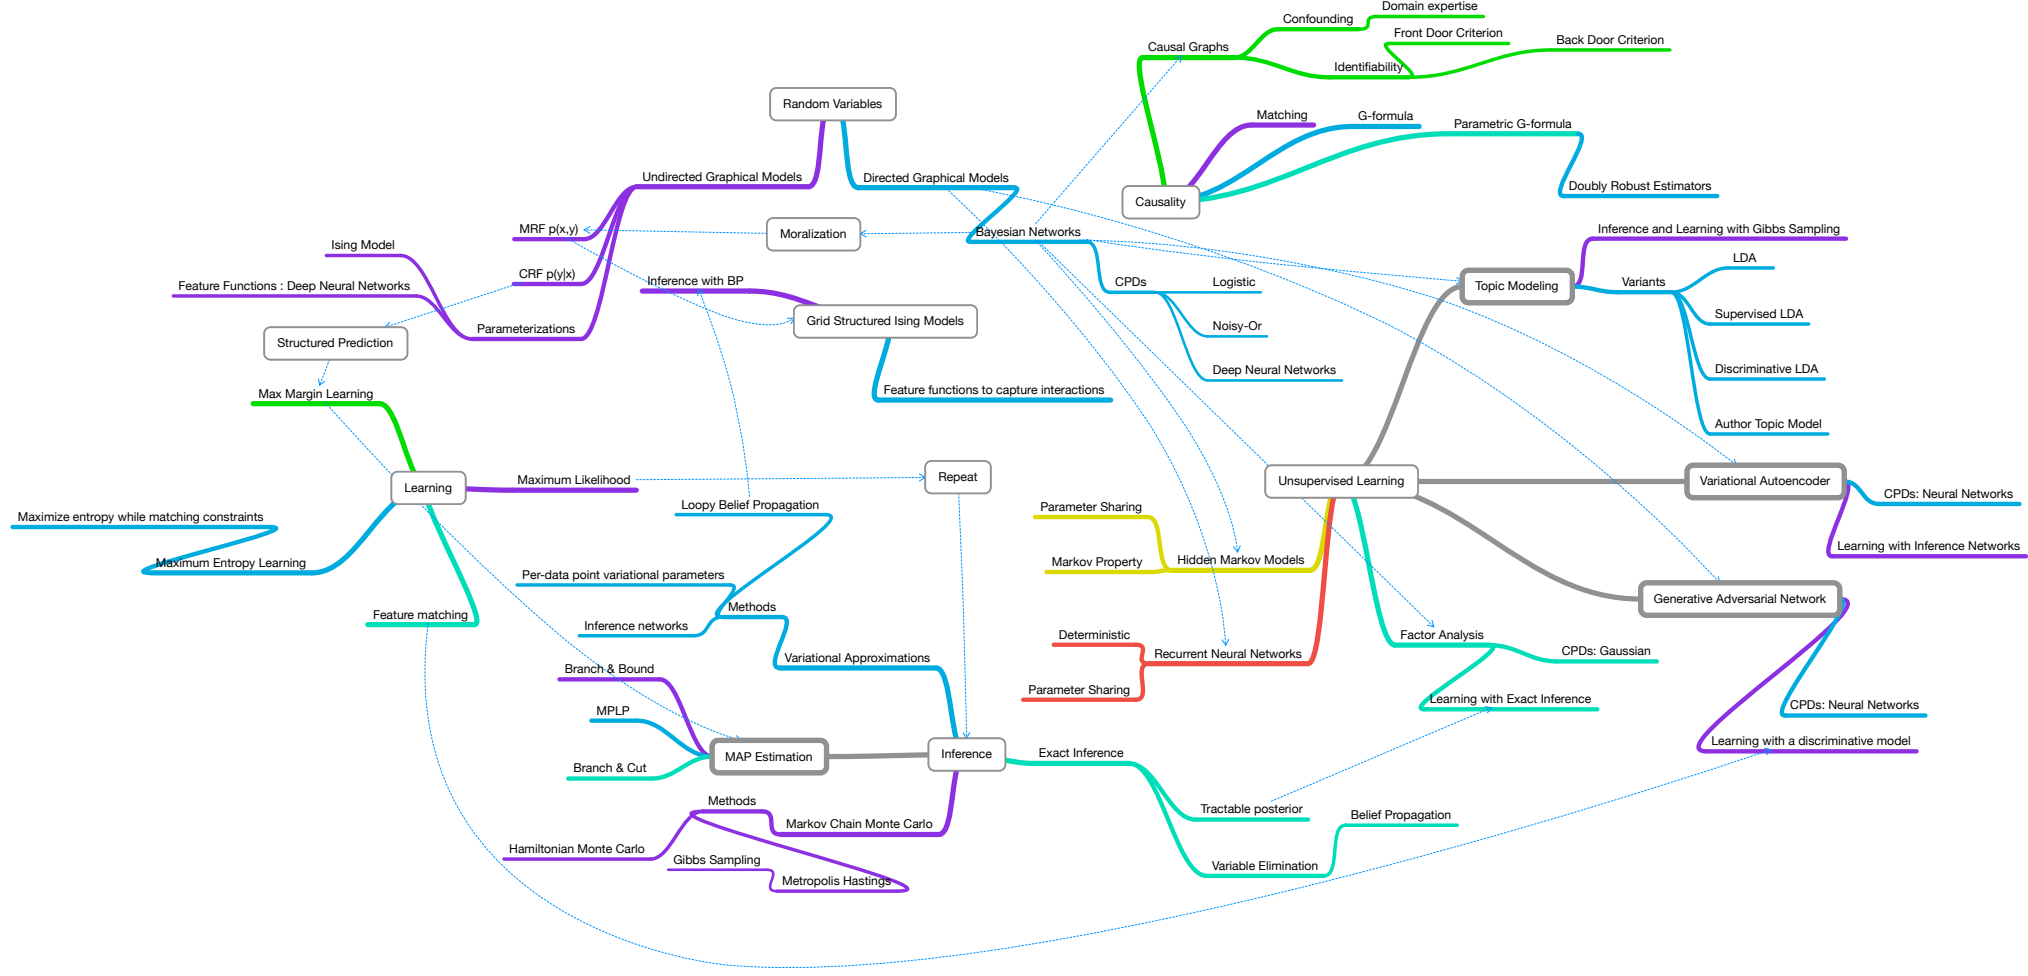 Domain expertise
Confounding
Front Door Criterion
Back Door Criterion
Causal Graphs
Identifiability
Random Variables
Matching
G-formula
Parametric G-formula
Undirected Graphical Models
Directed Graphical Models
Doubly Robust Estimators
Causality
MRF p(x,y)
Moralization
Bayesian Networks
Inference and Learning with Gibbs Sampling
Ising Model
LDA
CRF p(y|x)
Inference with BP
CPDs
Logistic
Topic Modeling
Variants
Feature Functions : Deep Neural Networks
Parameterizations
Grid Structured Ising Models
Noisy-Or
Supervised LDA
Structured Prediction
Deep Neural Networks
Discriminative LDA
Max Margin Learning
Feature functions to capture interactions
Author Topic Model
Learning
Maximum Likelihood
Repeat
Unsupervised Learning
Variational Autoencoder
CPDs: Neural Networks
Maximize entropy while matching constraints
Loopy Belief Propagation
Parameter Sharing
Learning with Inference Networks
Maximum Entropy Learning
Markov Property
Hidden Markov Models
Per-data point variational parameters
Methods
Generative Adversarial Network
Feature matching
Inference networks
Deterministic
Factor Analysis
Variational Approximations
Recurrent Neural Networks
CPDs: Gaussian
Branch & Bound
Parameter Sharing
Learning with Exact Inference
MPLP
CPDs: Neural Networks
MAP Estimation
Inference
Exact Inference
Learning with a discriminative model
Branch & Cut
Methods
Tractable posterior
Markov Chain Monte Carlo
Belief Propagation
Hamiltonian Monte Carlo
Gibbs Sampling
Variable Elimination
Metropolis Hastings